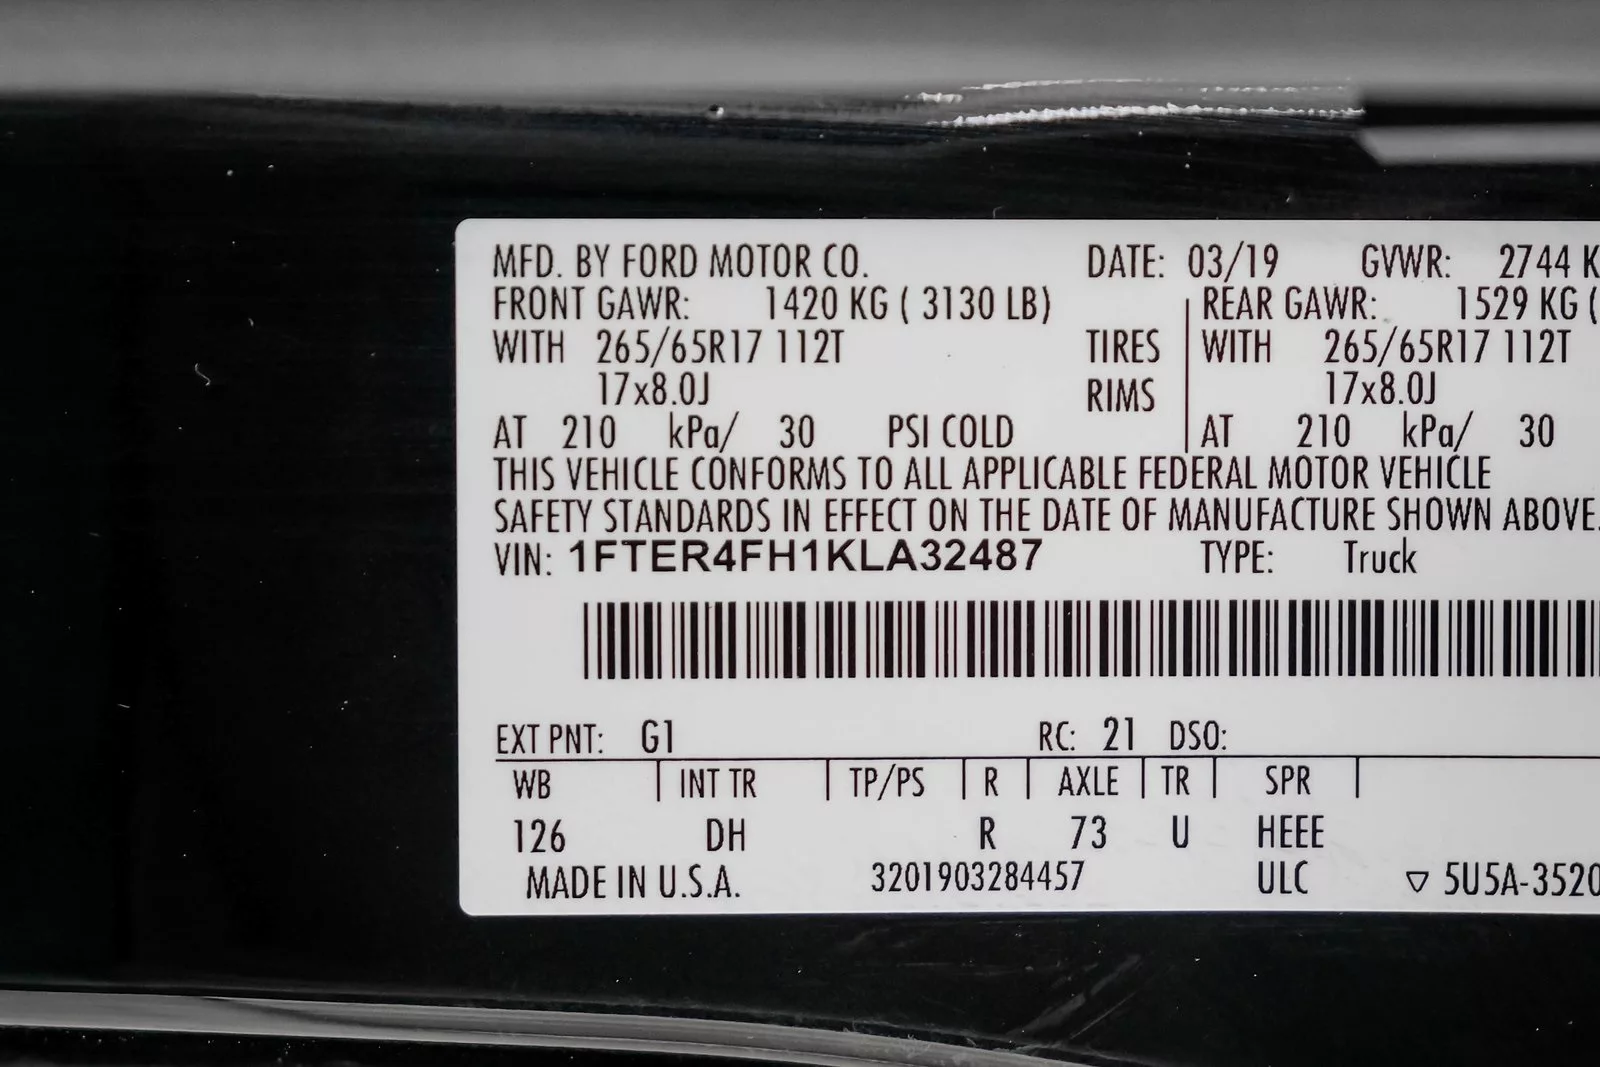 MFD. BY FORD MOTOR CO. DATE: 03/19 GVWR: 2744 K
FRONT GAWR: 1420 KG ( 3130 LB) REAR GAWR: 1529 KG (
WITH 265/65R17 112T TIRES WITH 265/65R17 112T
17x8.0J RIMS 17x8.0J
AT 210 kPa/ 30 PSI COLD AT 210 kPa/ 30
THIS VEHICLE CONFORMS TO ALL APPLICABLE FEDERAL MOTOR VEHICLE
SAFETY STANDARDS IN EFFECT ON THE DATE OF MANUFACTURE SHOWN ABOVE.
VIN: 1FTER4FH1KLA32487 TYPE: Truck
EXT PNT: G1 RC: 21 DSO:
WB INT TR TP/PS R AXLE TR SPR
126 DH R 73 U HEEE
MADE IN U.S.A. 3201903284457 ULC ▽ 5U5A-3520